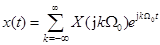 x(t) = ∑_{k=-∞}^{∞} X(jkΩ₀)e^{jkΩ₀t}